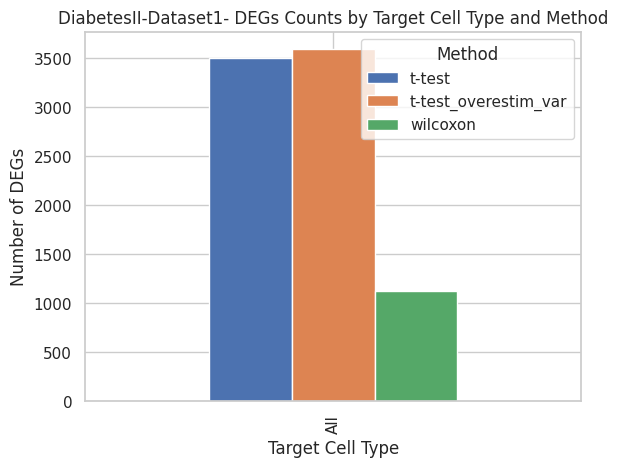 DiabetesII-Dataset1- DEGs Counts by Target Cell Type and Method
Number of DEGs
3500
3000
2500
2000
1500
1000
500
0
Method
t-test
t-test_overestim_var
wilcoxon
All
Target Cell Type